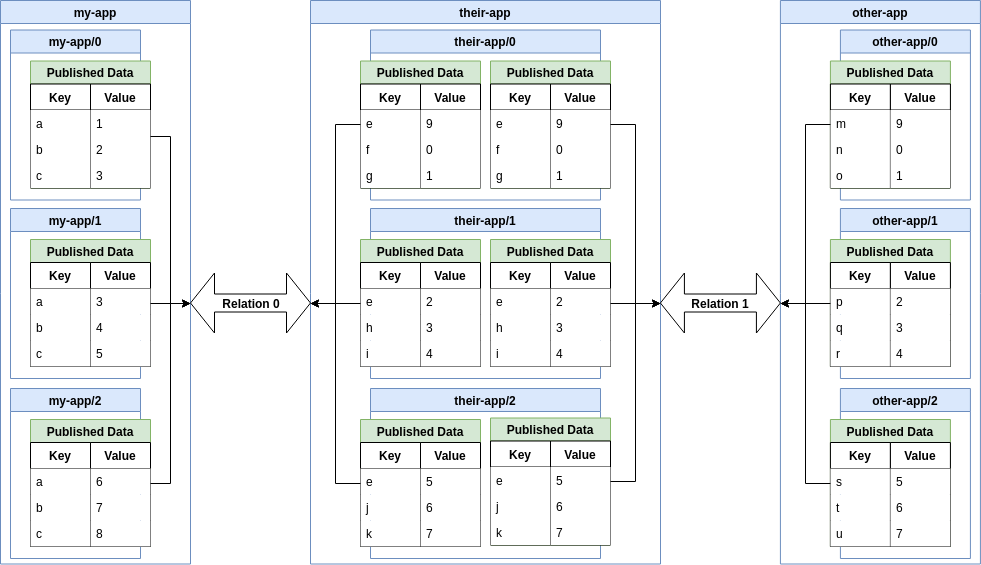 my-app their-app other-app
my-app/0 their-app/0 other-app/0
Published Data Published Data Published Data Published Data
Key Value Key Value Key Value Key Value
a 1 e 9 e 9 m 9
b 2 f 0 f 0 n 0
c 3 g 1 g 1 o 1
my-app/1 their-app/1 other-app/1
Published Data Published Data Published Data Published Data
Key Value Key Value Key Value Key Value
a 3 Relation 0 e 2 e 2 Relation 1 p 2
b 4 h 3 h 3 q 3
c 5 i 4 i 4 r 4
my-app/2 their-app/2 other-app/2
Published Data Published Data Published Data Published Data
Key Value Key Value Key Value Key Value
a 6 e 5 e 5 s 5
b 7 j 6 j 6 t 6
c 8 k 7 k 7 u 7